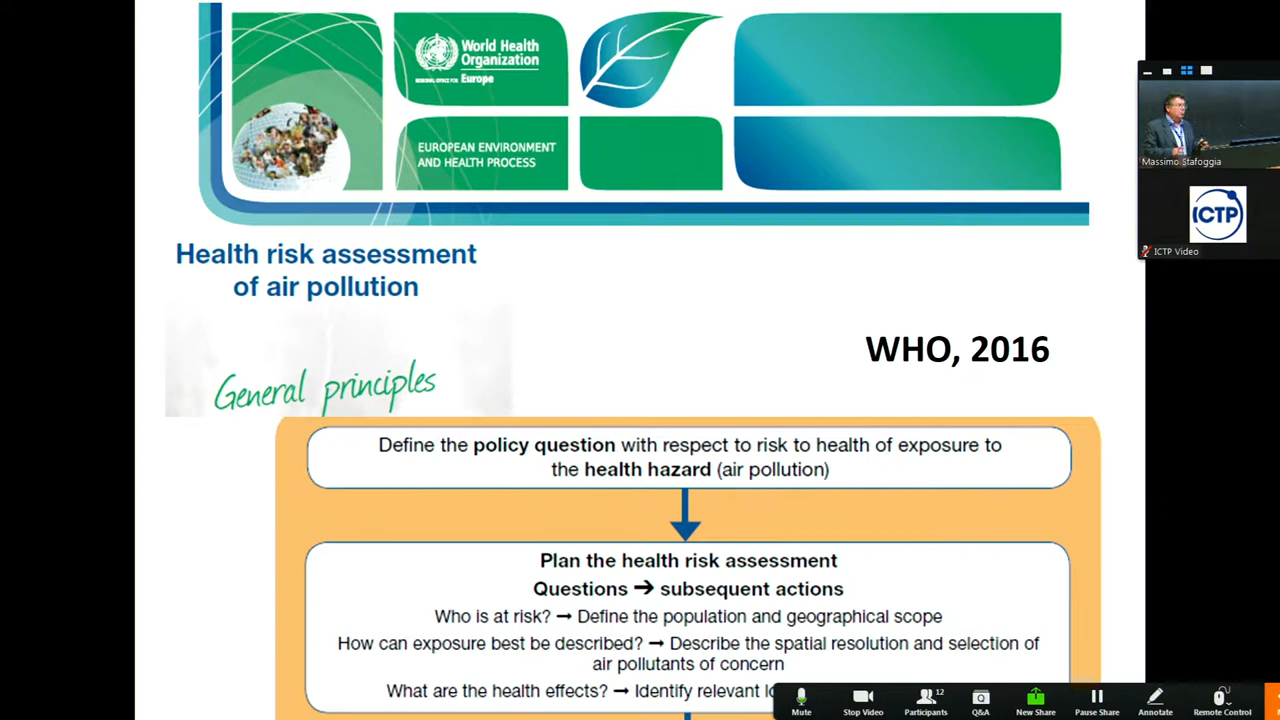 World Health
Organization
REGIONAL OFFICE FOR Europe
EUROPEAN ENVIRONMENT
AND HEALTH PROCESS
Health risk assessment
of air pollution
General principles
WHO, 2016
Define the policy question with respect to risk to health of exposure to
the health hazard (air pollution)
Plan the health risk assessment
Questions → subsequent actions
Who is at risk? → Define the population and geographical scope
How can exposure best be described? → Describe the spatial resolution and selection of
air pollutants of concern
What are the health effects? → Identify relevant
Massimo Stafoggia
ICTP
ICTP Video
Mute
Stop Video
Participants
12
Q&A
New Share
Pause Share
Annotate
Remote Control